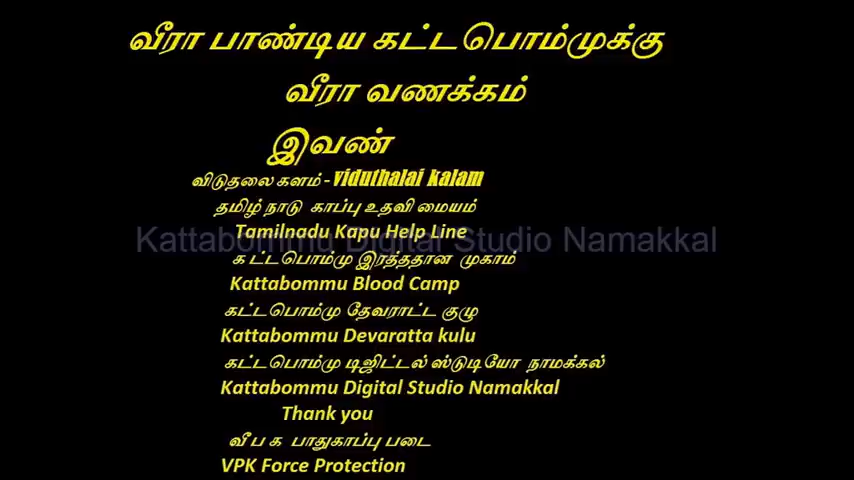 வீரா பாண்டிய கட்டபொம்முக்கு
வீரா வணக்கம்
இவண்
விடுதலை களம் - viduthalai kalam
தமிழ் நாடு காப்பு உதவி மையம்
Tamilnadu Kapu Help Line
Kattabommu Digital Studio Namakkal
கட்டபொம்மு இரத்ததான முகாம்
Kattabommu Blood Camp
கட்டபொம்மு தேவராட்ட குழு
Kattabommu Devaratta kulu
கட்டபொம்மு டிஜிட்டல் ஸ்டுடியோ நாமக்கல்
Kattabommu Digital Studio Namakkal
Thank you
வீ ப க பாதுகாப்பு படை
VPK Force Protection